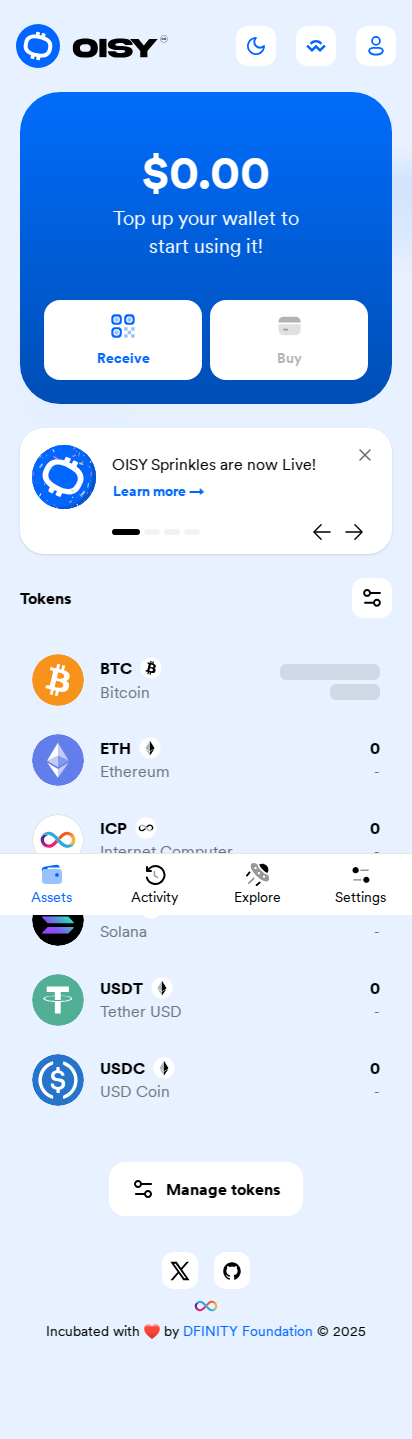 OISY
$0.00
Top up your wallet to
start using it!
Receive
Buy
OISY Sprinkles are now Live!
Learn more
Tokens
BTC
Bitcoin
ETH
0
Ethereum
-
ICP
0
Internet Computer
-
Assets
Activity
Explore
Settings
Solana
-
USDT
0
Tether USD
-
USDC
0
USD Coin
-
Manage tokens
Incubated with ❤️ by DFINITY Foundation © 2025